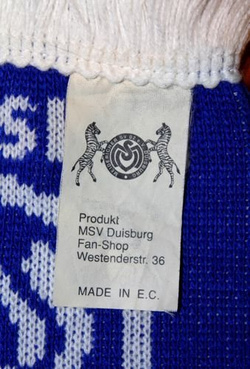 Produkt
MSV Duisburg
Fan-Shop
Westenderstr. 36
MADE IN E.C.